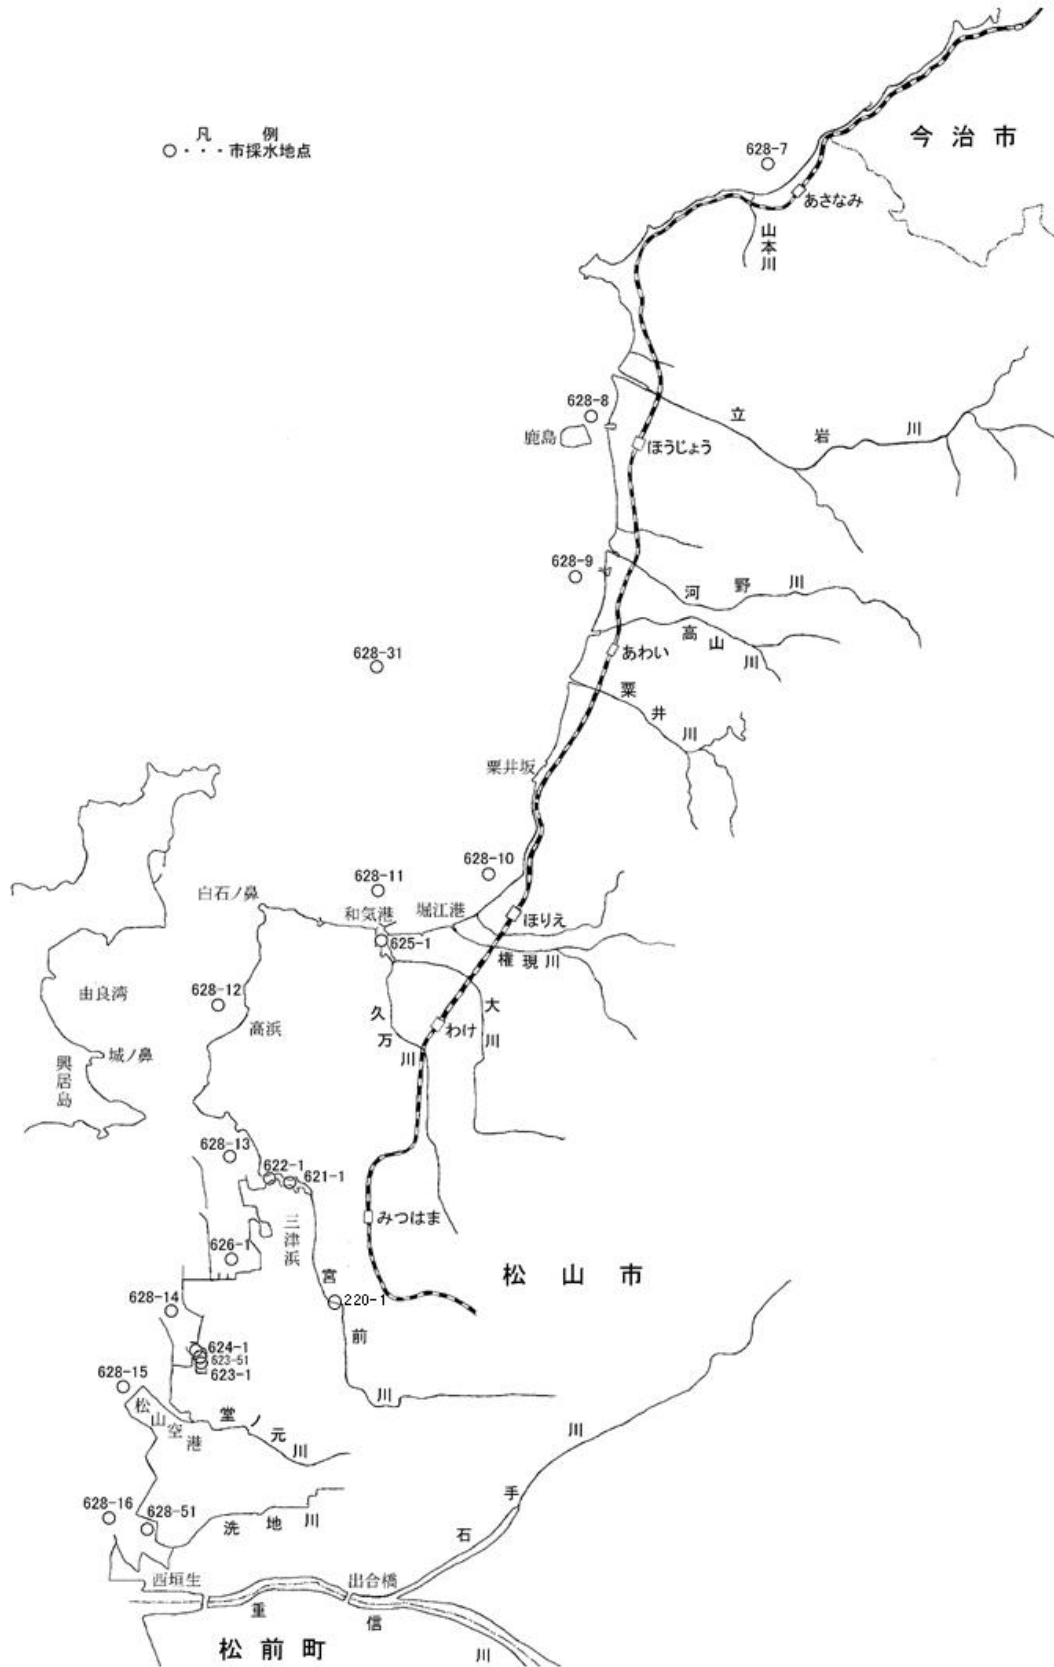 凡例
○・・・市採水地点
今治市
628-7
あさなみ
山本川
628-8
鹿島
ほうじょう
立岩川
628-9
河野川
高山川
あわい
628-31
粟井川
粟井坂
628-10
628-11
白石ノ鼻
和気港
堀江港
ほりえ
625-1
権現川
由良湾
628-12
高浜
久万川
わけ
大川
城ノ鼻
興居島
628-13
622-1
621-1
三津浜
みつはま
626-1
松山市
628-14
220-1
宮前川
624-1
623-51
623-1
628-15
松山空港
堂ノ元川
石手川
628-16
628-51
洗地川
西垣生
出合橋
重信川
松前町